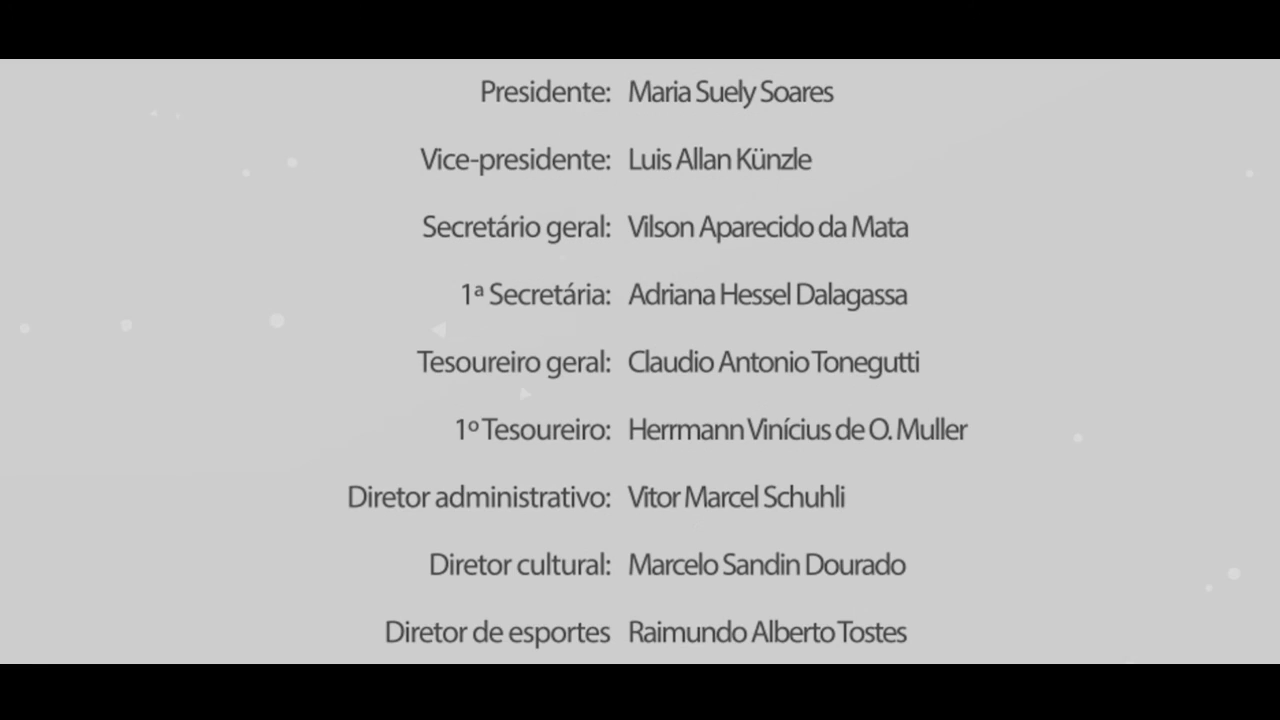 Presidente: Maria Suely Soares
Vice-presidente: Luis Allan Künzle
Secretário geral: Vilson Aparecido da Mata
1ª Secretária: Adriana Hessel Dalagassa
Tesoureiro geral: Claudio Antonio Tonegutti
1º Tesoureiro: Herrmann Vinícius de O. Muller
Diretor administrativo: Vitor Marcel Schuhli
Diretor cultural: Marcelo Sandin Dourado
Diretor de esportes Raimundo Alberto Tostes